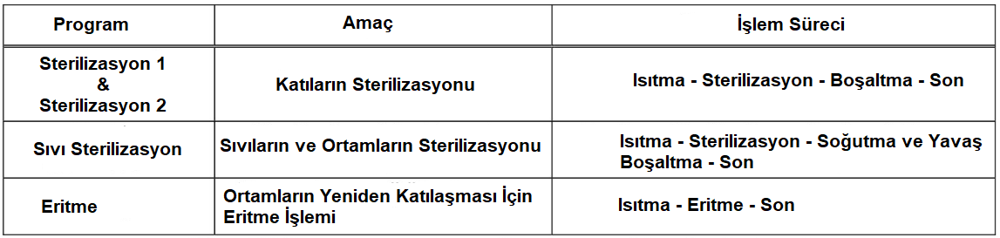 Program
Amaç
İşlem Süreci
Sterilizasyon 1
&
Sterilizasyon 2
Katıların Sterilizasyonu
Isıtma - Sterilizasyon - Boşaltma - Son
Sıvı Sterilizasyon
Sıvıların ve Ortamların Sterilizasyonu
Isıtma - Sterilizasyon - Soğutma ve Yavaş
Boşaltma - Son
Eritme
Ortamların Yeniden Katılaşması İçin
Eritme İşlemi
Isıtma - Eritme - Son